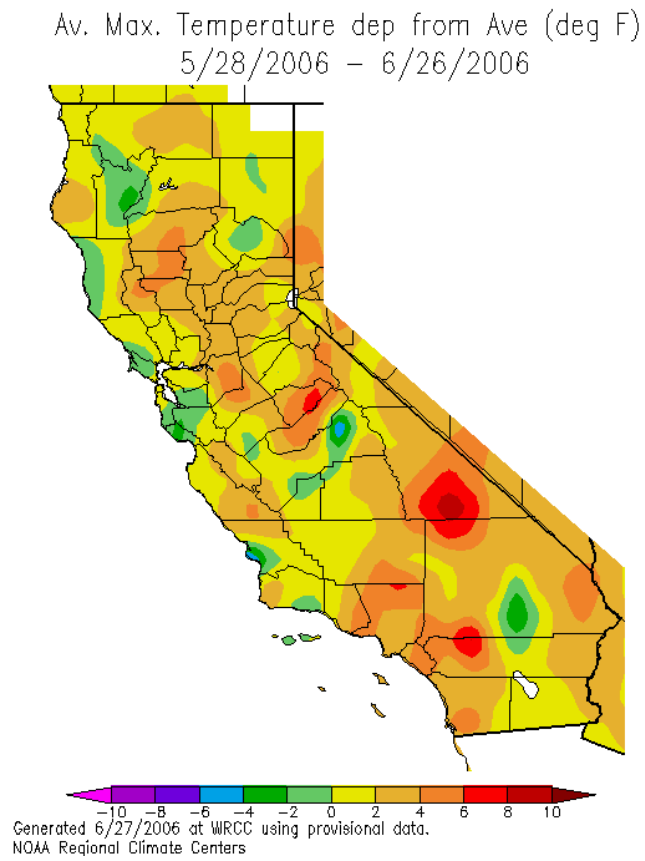 Av. Max. Temperature dep from Ave (deg F)
5/28/2006 – 6/26/2006
-10 -8 -6 -4 -2 0 2 4 6 8 10
Generated 6/27/2006 at WRCC using provisional data.
NOAA Regional Climate Centers